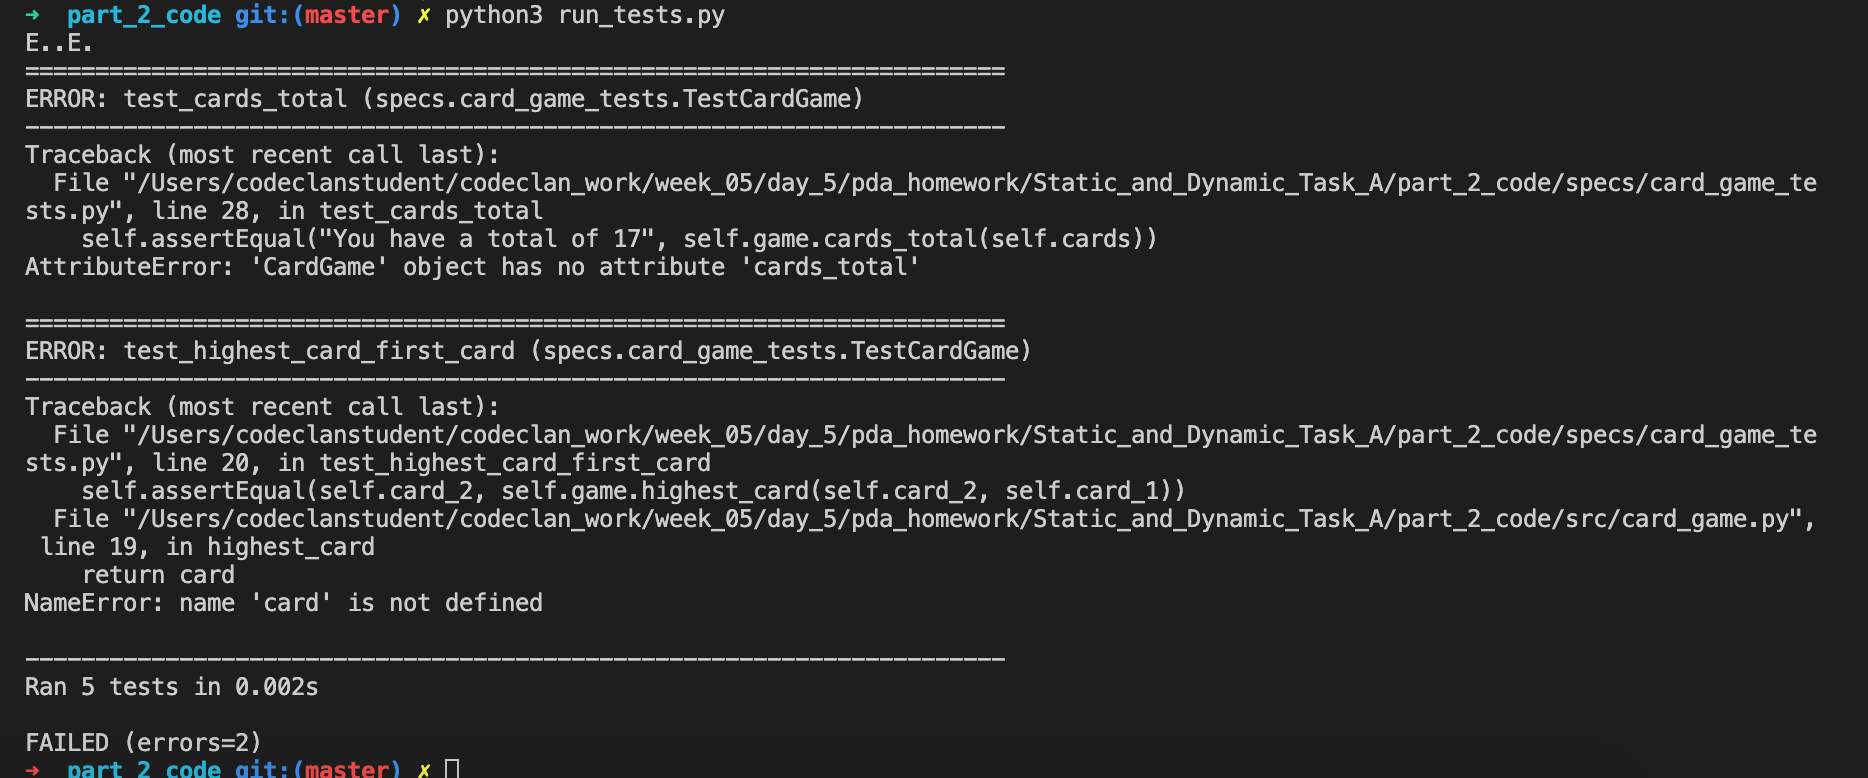 → part_2_code git:(master) ✗ python3 run_tests.py
E..E.
======================================================================
ERROR: test_cards_total (specs.card_game_tests.TestCardGame)
----------------------------------------------------------------------
Traceback (most recent call last):
  File "/Users/codeclanstudent/codeclan_work/week_05/day_5/pda_homework/Static_and_Dynamic_Task_A/part_2_code/specs/card_game_te
sts.py", line 28, in test_cards_total
    self.assertEqual("You have a total of 17", self.game.cards_total(self.cards))
AttributeError: 'CardGame' object has no attribute 'cards_total'

======================================================================
ERROR: test_highest_card_first_card (specs.card_game_tests.TestCardGame)
----------------------------------------------------------------------
Traceback (most recent call last):
  File "/Users/codeclanstudent/codeclan_work/week_05/day_5/pda_homework/Static_and_Dynamic_Task_A/part_2_code/specs/card_game_te
sts.py", line 20, in test_highest_card_first_card
    self.assertEqual(self.card_2, self.game.highest_card(self.card_2, self.card_1))
  File "/Users/codeclanstudent/codeclan_work/week_05/day_5/pda_homework/Static_and_Dynamic_Task_A/part_2_code/src/card_game.py",
 line 19, in highest_card
    return card
NameError: name 'card' is not defined

----------------------------------------------------------------------
Ran 5 tests in 0.002s

FAILED (errors=2)
→ part_2_code git:(master) ✗